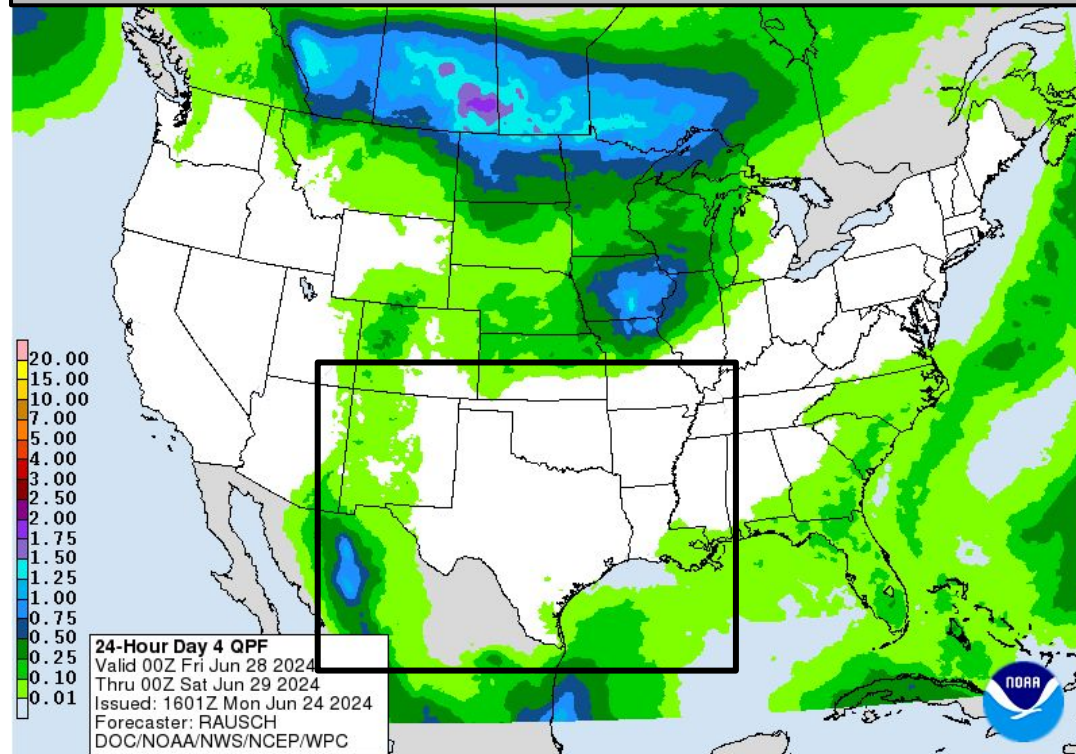 20.00
15.00
10.00
7.00
5.00
4.00
3.00
2.50
2.00
1.75
1.50
1.25
1.00
0.75
0.50
0.25
0.10
0.01
24-Hour Day 4 QPF
Valid 00Z Fri Jun 28 2024
Thru 00Z Sat Jun 29 2024
Issued: 1601Z Mon Jun 24 2024
Forecaster: RAUSCH
DOC/NOAA/NWS/NCEP/WPC
NOAA